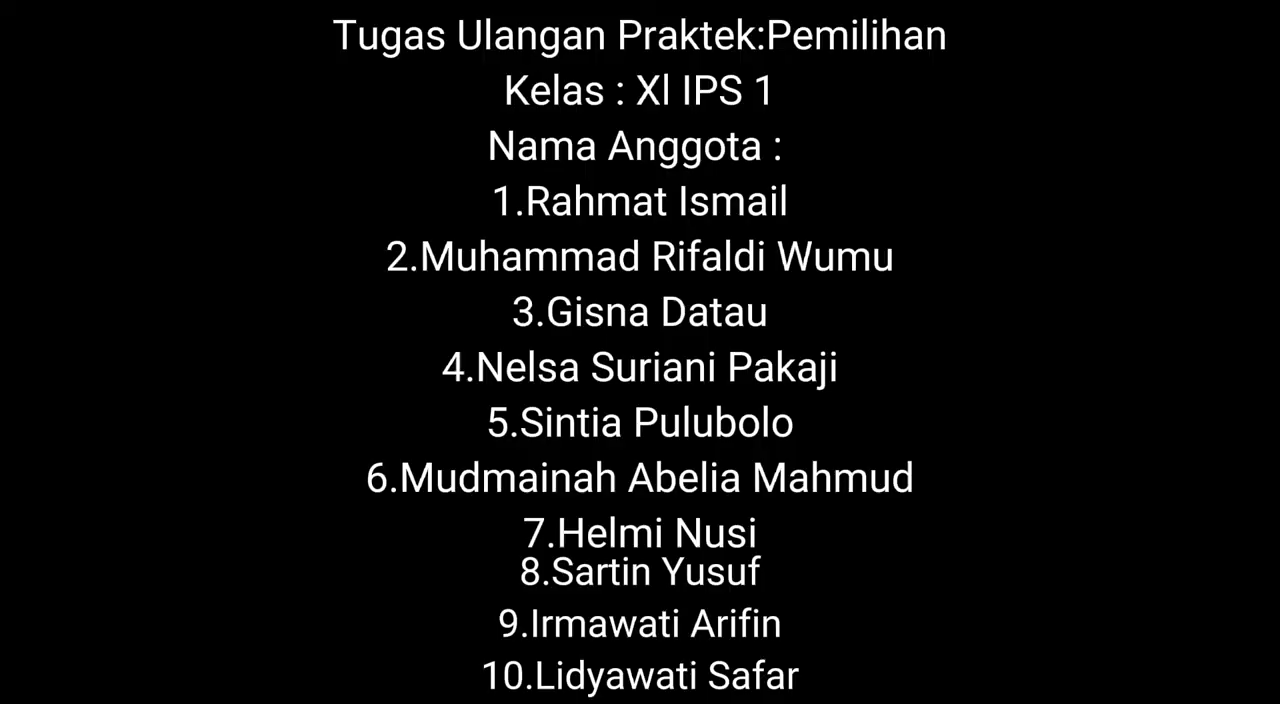 Tugas Ulangan Praktek:Pemilihan
Kelas : Xl IPS 1
Nama Anggota :
1.Rahmat Ismail
2.Muhammad Rifaldi Wumu
3.Gisna Datau
4.Nelsa Suriani Pakaji
5.Sintia Pulubolo
6.Mudmainah Abelia Mahmud
7.Helmi Nusi
8.Sartin Yusuf
9.Irmawati Arifin
10.Lidyawati Safar